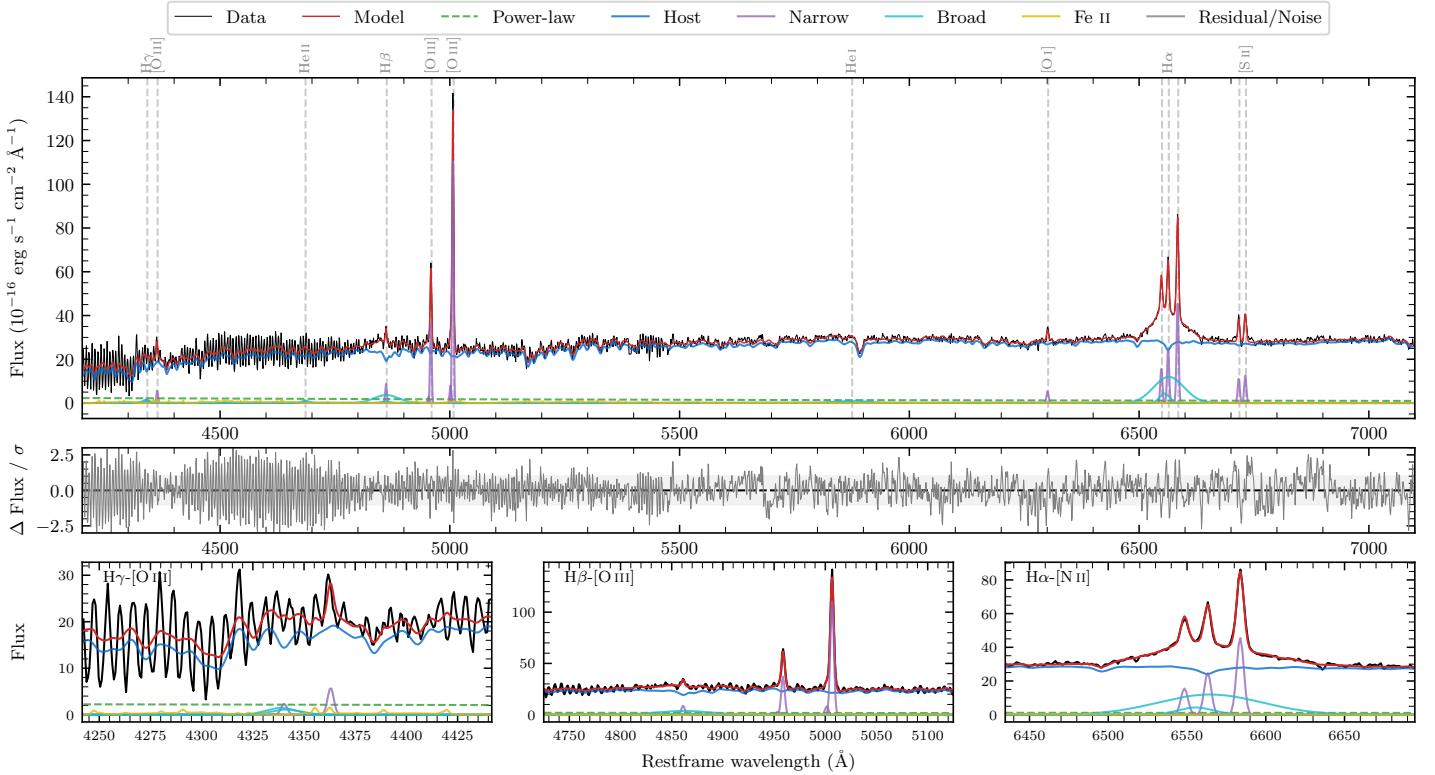 Data Model Power-law Host Narrow Broad Fe II Residual/Noise
Hγ [O III] He II Hβ [O III] [O III] He I [O I] Hα [S II]
Flux (10⁻¹⁶ erg s⁻¹ cm⁻² Å⁻¹)
140
120
100
80
60
40
20
0
4500 5000 5500 6000 6500 7000
Δ Flux / σ
2.5
0.0
−2.5
4500 5000 5500 6000 6500 7000
Flux
Hγ-[O III]
30
20
10
0
4250 4275 4300 4325 4350 4375 4400 4425
Hβ-[O III]
100
50
0
4750 4800 4850 4900 4950 5000 5050 5100
Hα-[N II]
80
60
40
20
0
6450 6500 6550 6600 6650
Restframe wavelength (Å)